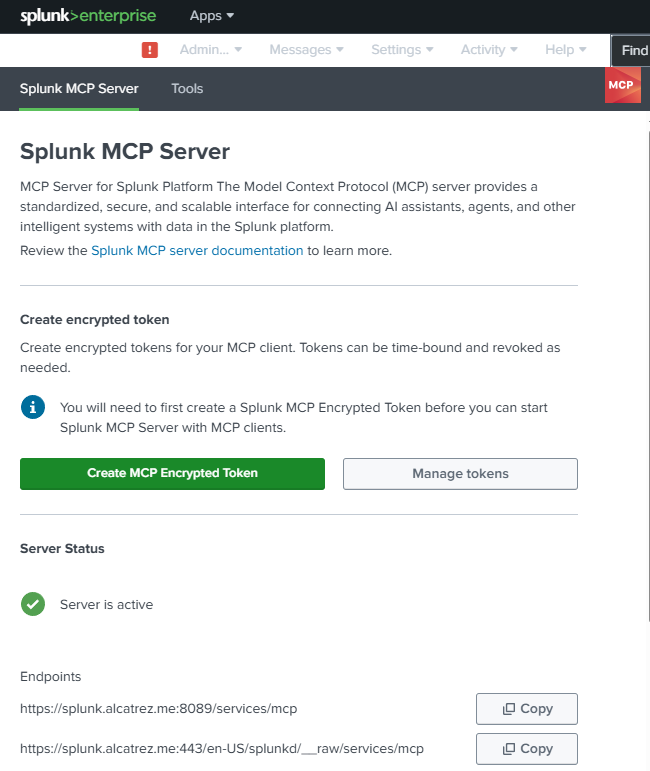 splunk>enterprise Apps
! Admin... Messages Settings Activity Help Find
Splunk MCP Server Tools MCP
Splunk MCP Server
MCP Server for Splunk Platform The Model Context Protocol (MCP) server provides a
standardized, secure, and scalable interface for connecting AI assistants, agents, and other
intelligent systems with data in the Splunk platform.
Review the Splunk MCP server documentation to learn more.
Create encrypted token
Create encrypted tokens for your MCP client. Tokens can be time-bound and revoked as
needed.
You will need to first create a Splunk MCP Encrypted Token before you can start
Splunk MCP Server with MCP clients.
Create MCP Encrypted Token Manage tokens
Server Status
Server is active
Endpoints
https://splunk.alcatrez.me:8089/services/mcp Copy
https://splunk.alcatrez.me:443/en-US/splunkd/__raw/services/mcp Copy